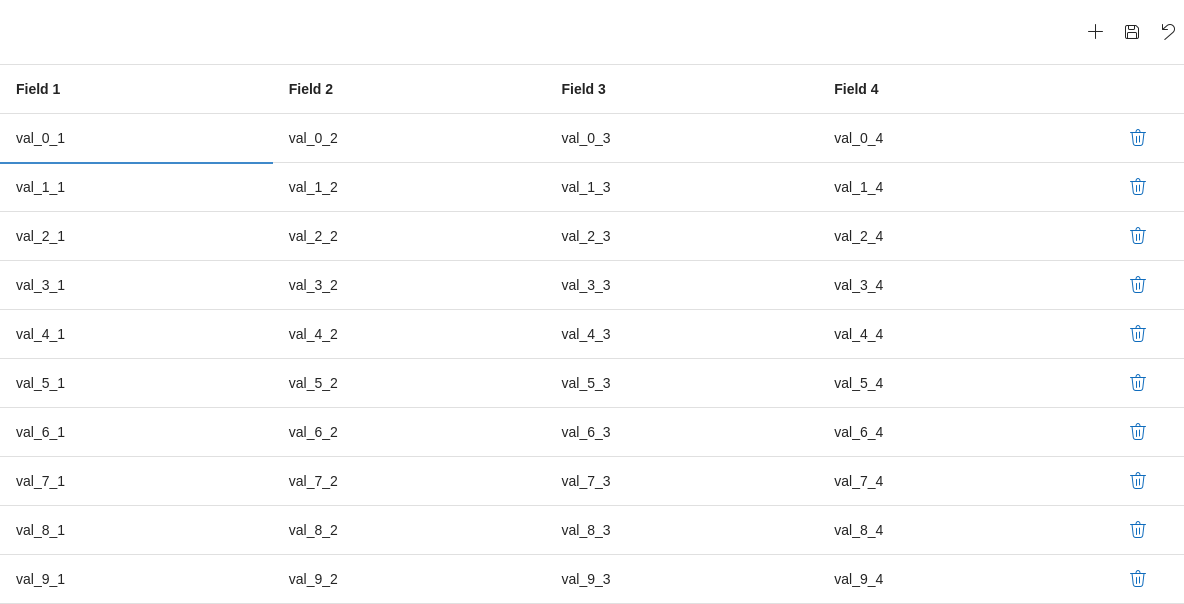 Field 1 Field 2 Field 3 Field 4
val_0_1 val_0_2 val_0_3 val_0_4
val_1_1 val_1_2 val_1_3 val_1_4
val_2_1 val_2_2 val_2_3 val_2_4
val_3_1 val_3_2 val_3_3 val_3_4
val_4_1 val_4_2 val_4_3 val_4_4
val_5_1 val_5_2 val_5_3 val_5_4
val_6_1 val_6_2 val_6_3 val_6_4
val_7_1 val_7_2 val_7_3 val_7_4
val_8_1 val_8_2 val_8_3 val_8_4
val_9_1 val_9_2 val_9_3 val_9_4